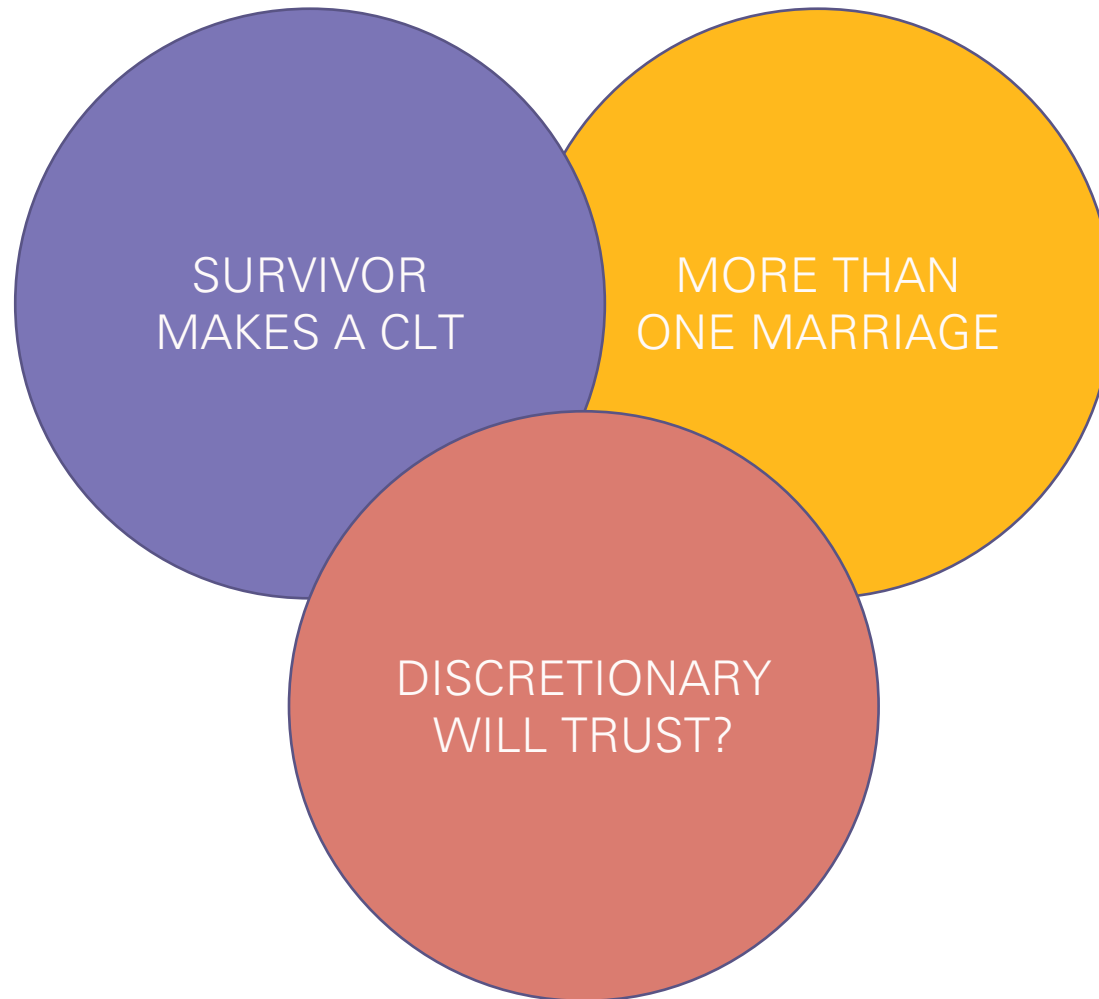 SURVIVOR
MAKES A CLT
MORE THAN
ONE MARRIAGE
DISCRETIONARY
WILL TRUST?